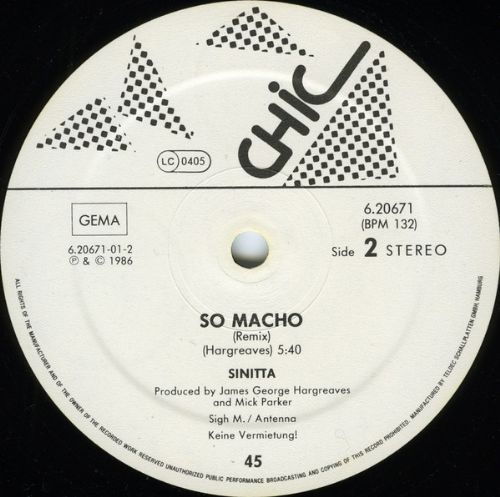 CHIC
LC 0405
GEMA
6.20671-01-2
℗ & © 1986
6.20671
(BPM 132)
Side 2 STEREO
SO MACHO
(Remix)
(Hargreaves) 5:40
SINITTA
Produced by James George Hargreaves
and Mick Parker
Sigh M./Antenna
Keine Vermietung!
45
ALL RIGHTS OF THE MANUFACTURER AND OF THE OWNER OF THE RECORDED WORK RESERVED UNAUTHORIZED PUBLIC PERFORMANCE BROADCASTING AND COPYING OF THIS RECORD PROHIBITED. MANUFACTURED BY TELDEC SCHALLPLATTEN GMBH, HAMBURG